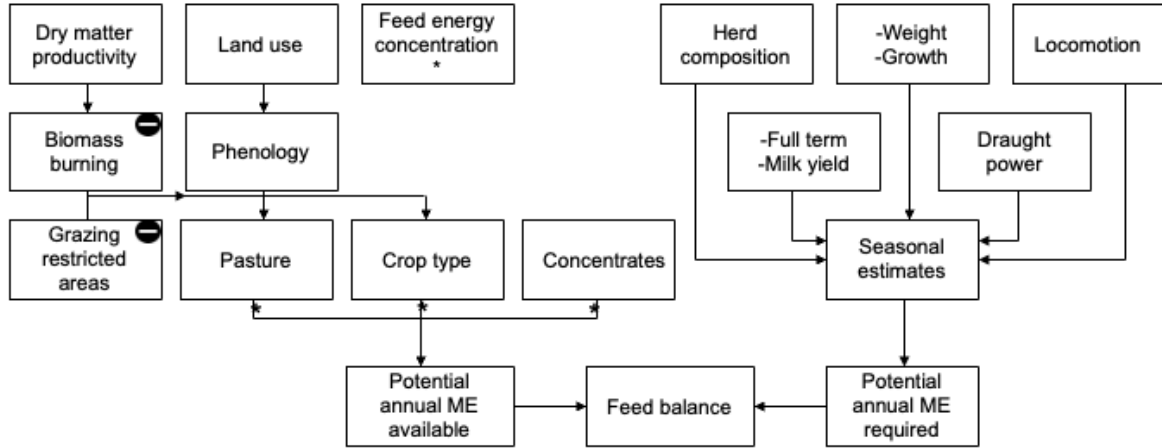 Dry matter
productivity
Land use
Feed energy
concentration
*
Herd
composition
-Weight
-Growth
Locomotion
Biomass
burning
Phenology
-Full term
-Milk yield
Draught
power
Grazing
restricted
areas
Pasture
Crop type
Concentrates
Seasonal
estimates
*
*
*
Potential
annual ME
available
Feed balance
Potential
annual ME
required